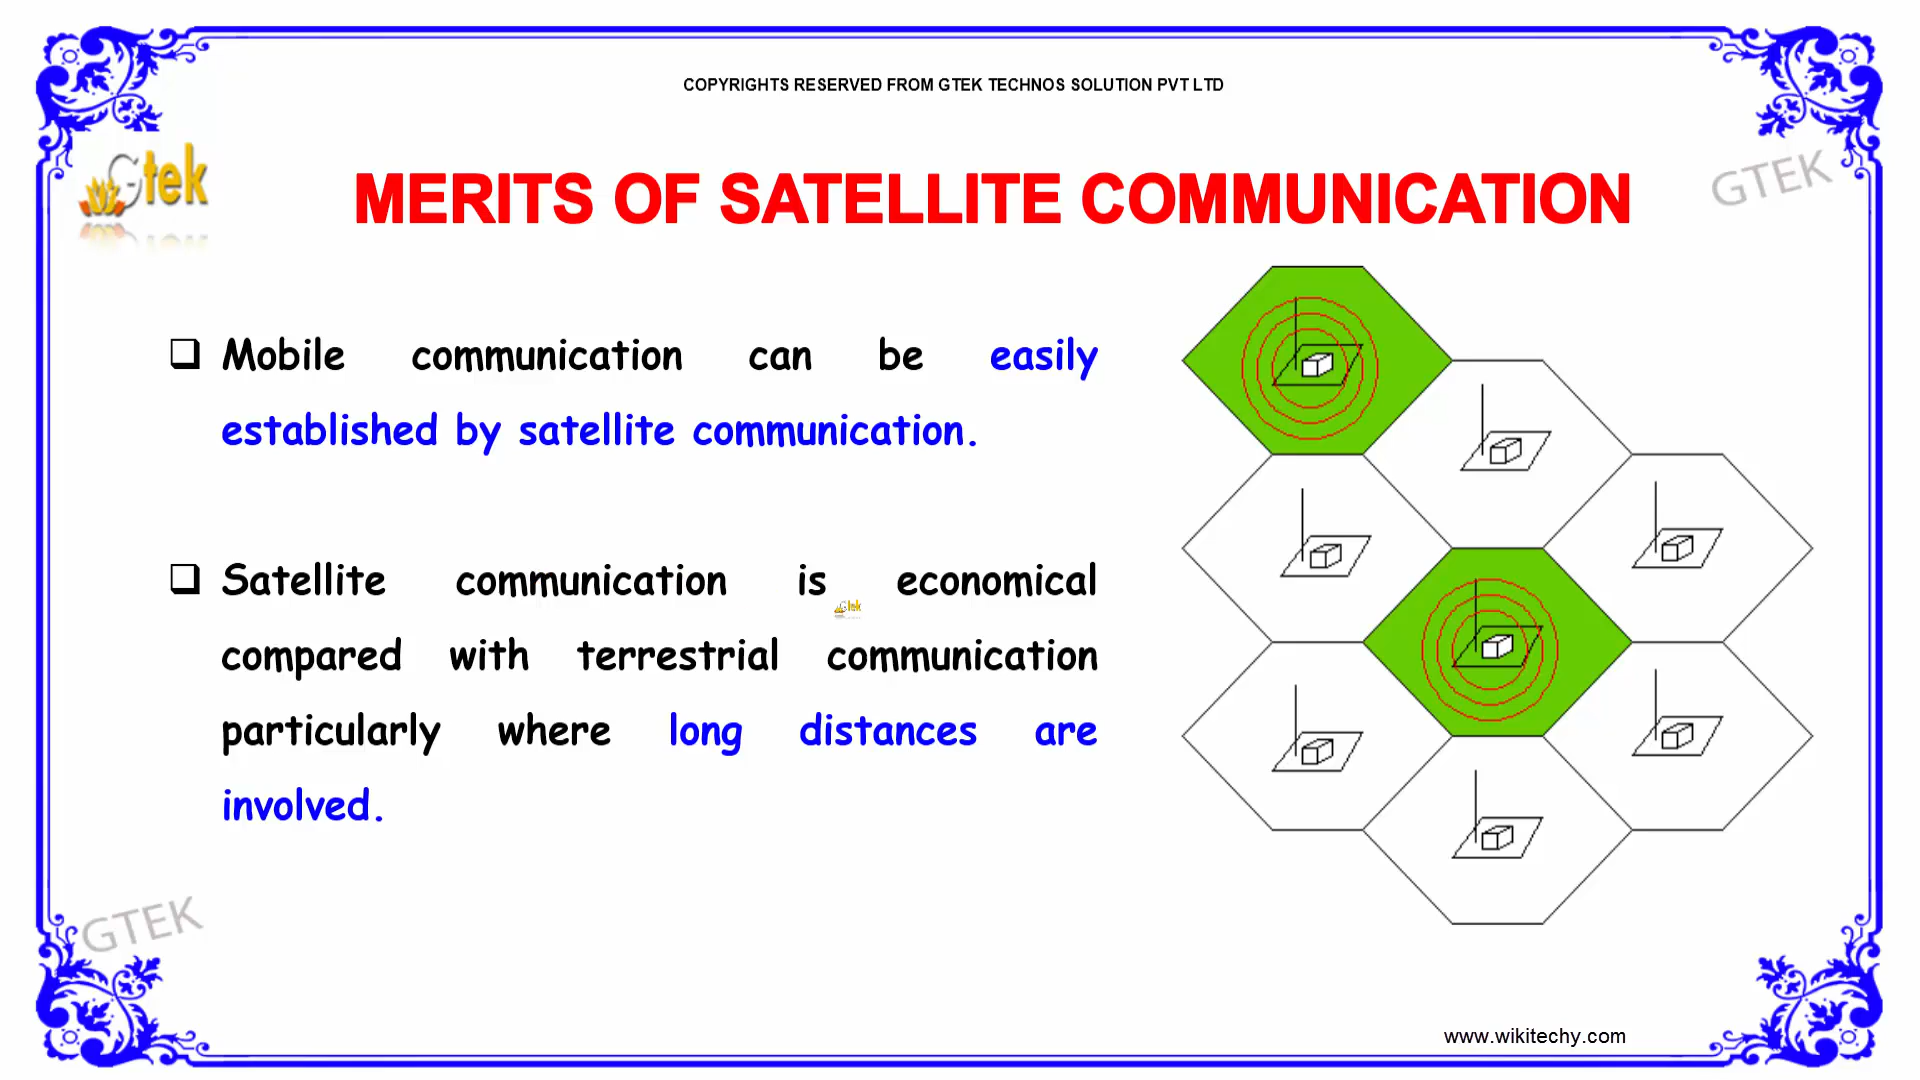 COPYRIGHTS RESERVED FROM GTEK TECHNOS SOLUTION PVT LTD
Gtek
GTEK
MERITS OF SATELLITE COMMUNICATION
❑ Mobile communication can be easily
established by satellite communication.
❑ Satellite communication is economical
Gtek
compared with terrestrial communication
particularly where long distances are
involved.
GTEK
www.wikitechy.com